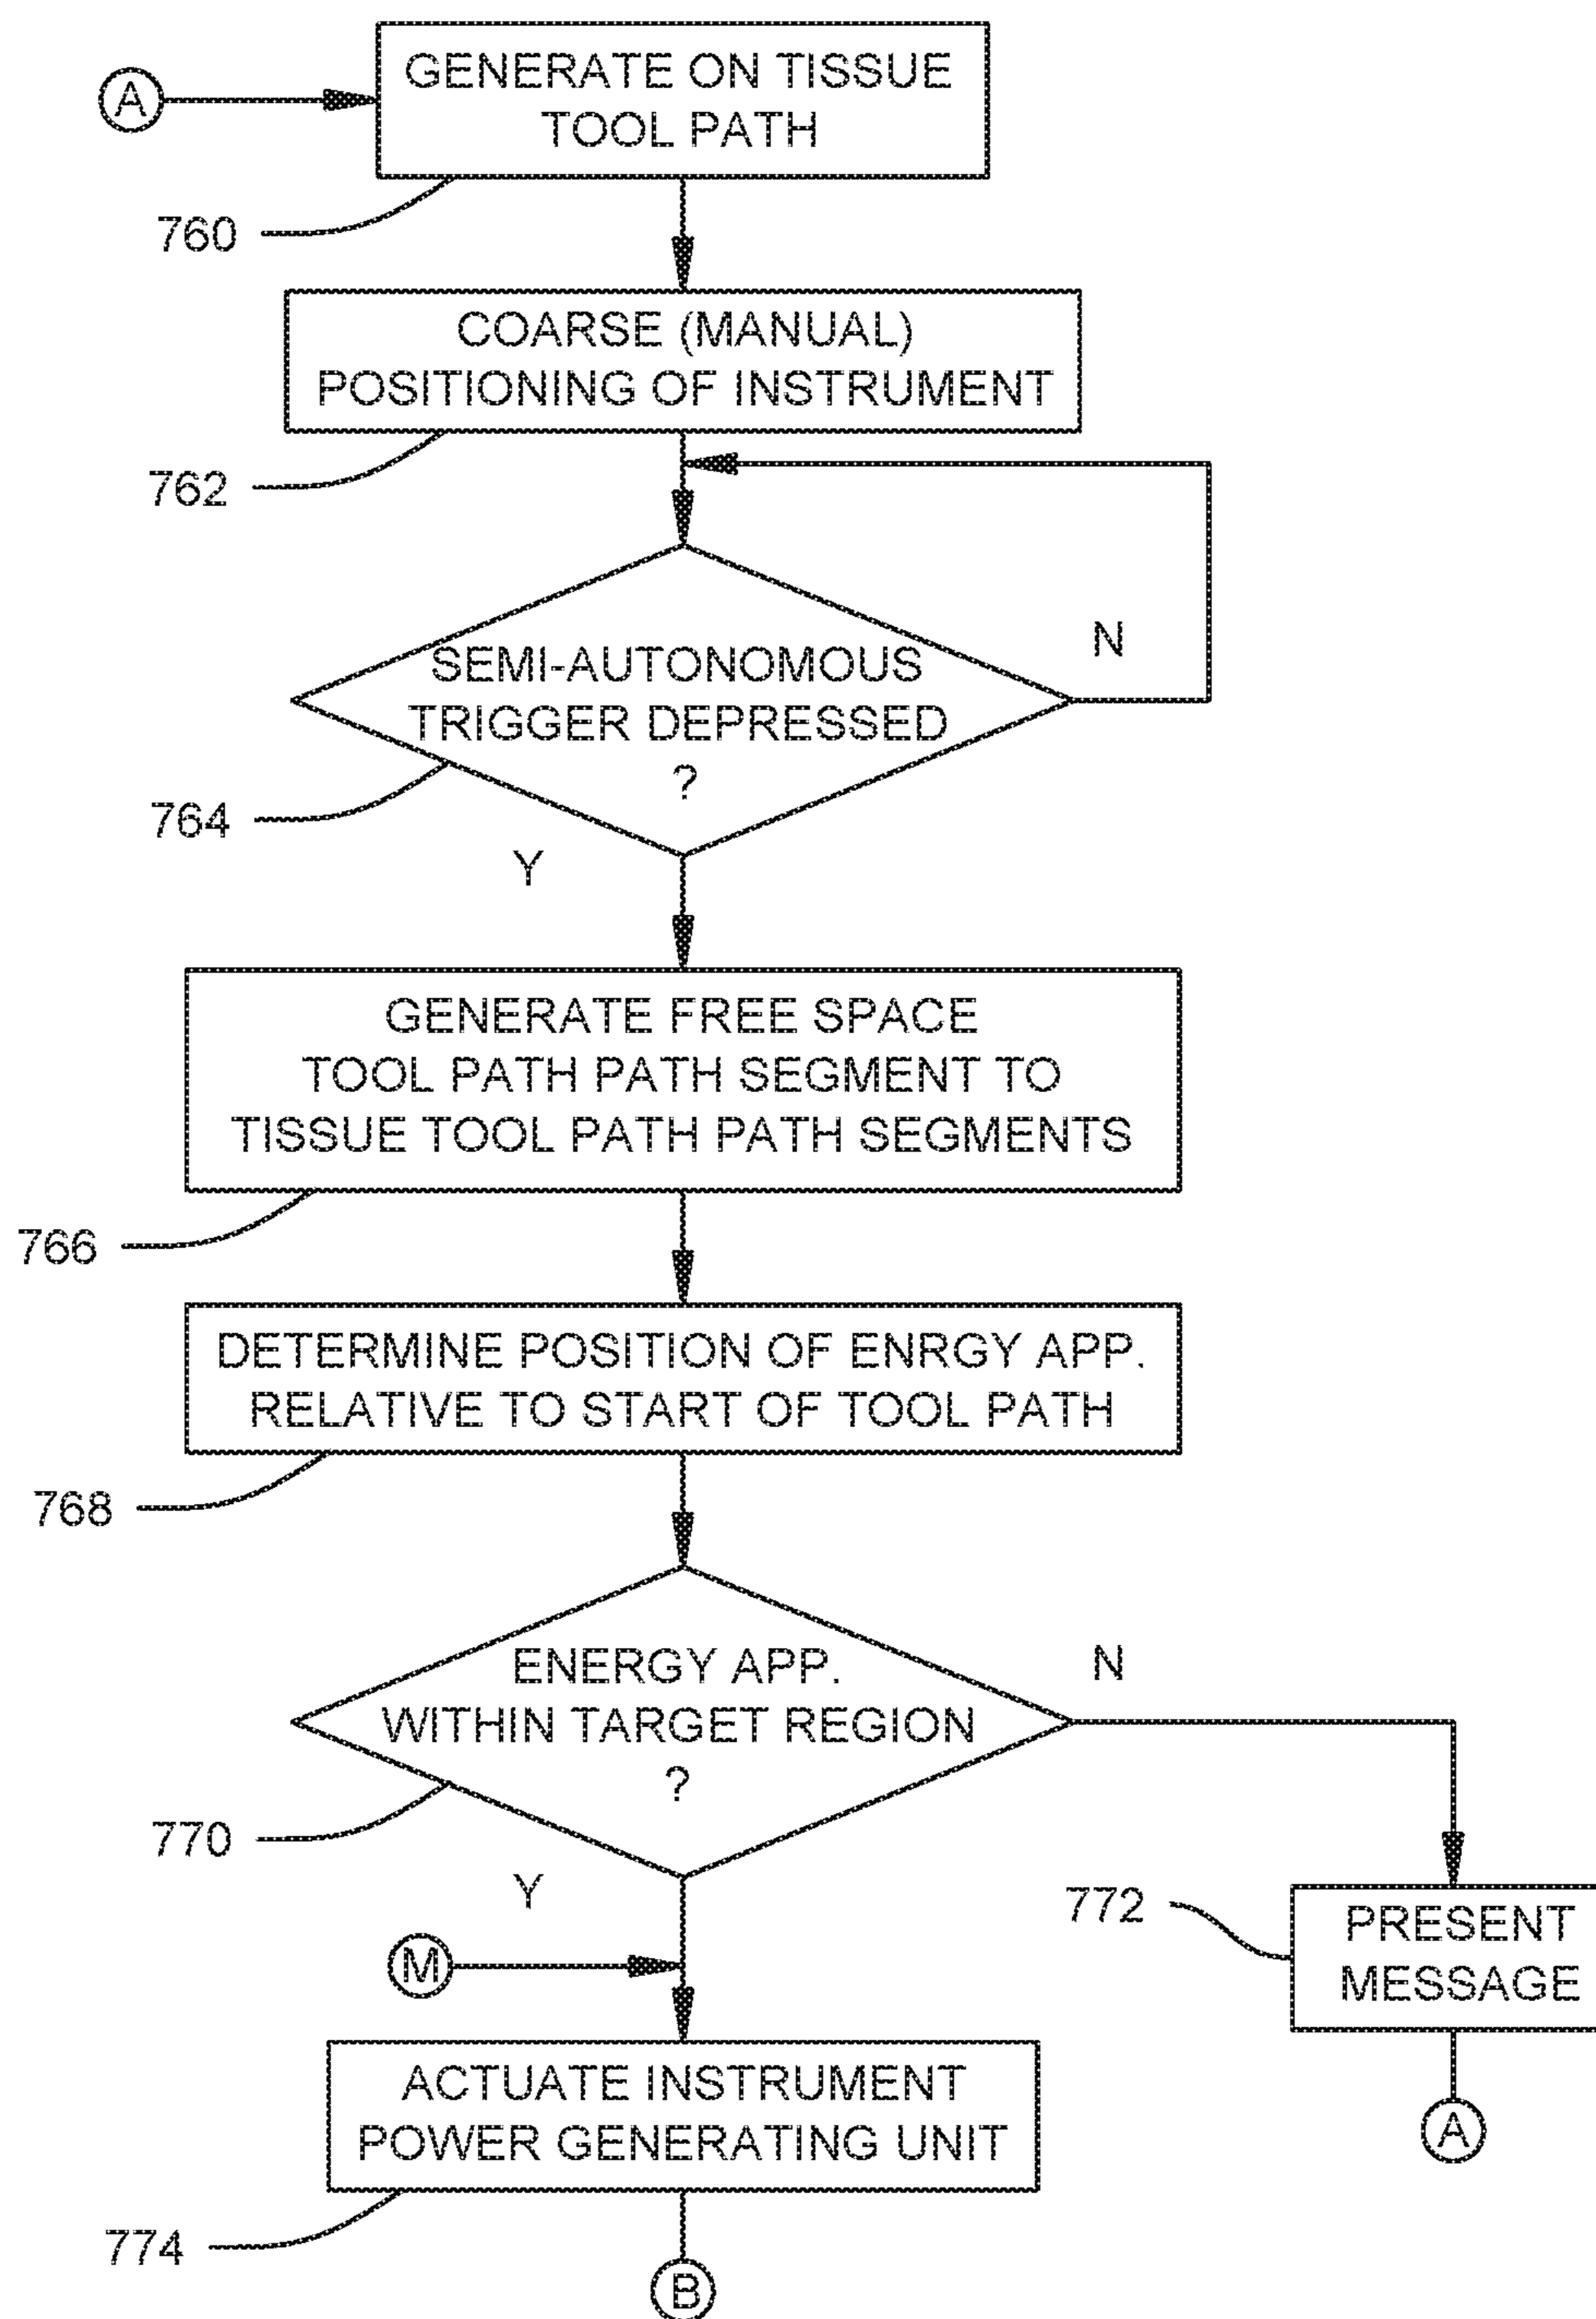 GENERATE ON TISSUE
TOOL PATH
A
760
COARSE (MANUAL)
POSITIONING OF INSTRUMENT
762
SEMI-AUTONOMOUS
TRIGGER DEPRESSED
?
N
764
Y
GENERATE FREE SPACE
TOOL PATH PATH SEGMENT TO
TISSUE TOOL PATH PATH SEGMENTS
766
DETERMINE POSITION OF ENRGY APP.
RELATIVE TO START OF TOOL PATH
768
ENERGY APP.
WITHIN TARGET REGION
?
N
770
Y
772
PRESENT
MESSAGE
M
A
ACTUATE INSTRUMENT
POWER GENERATING UNIT
774
B